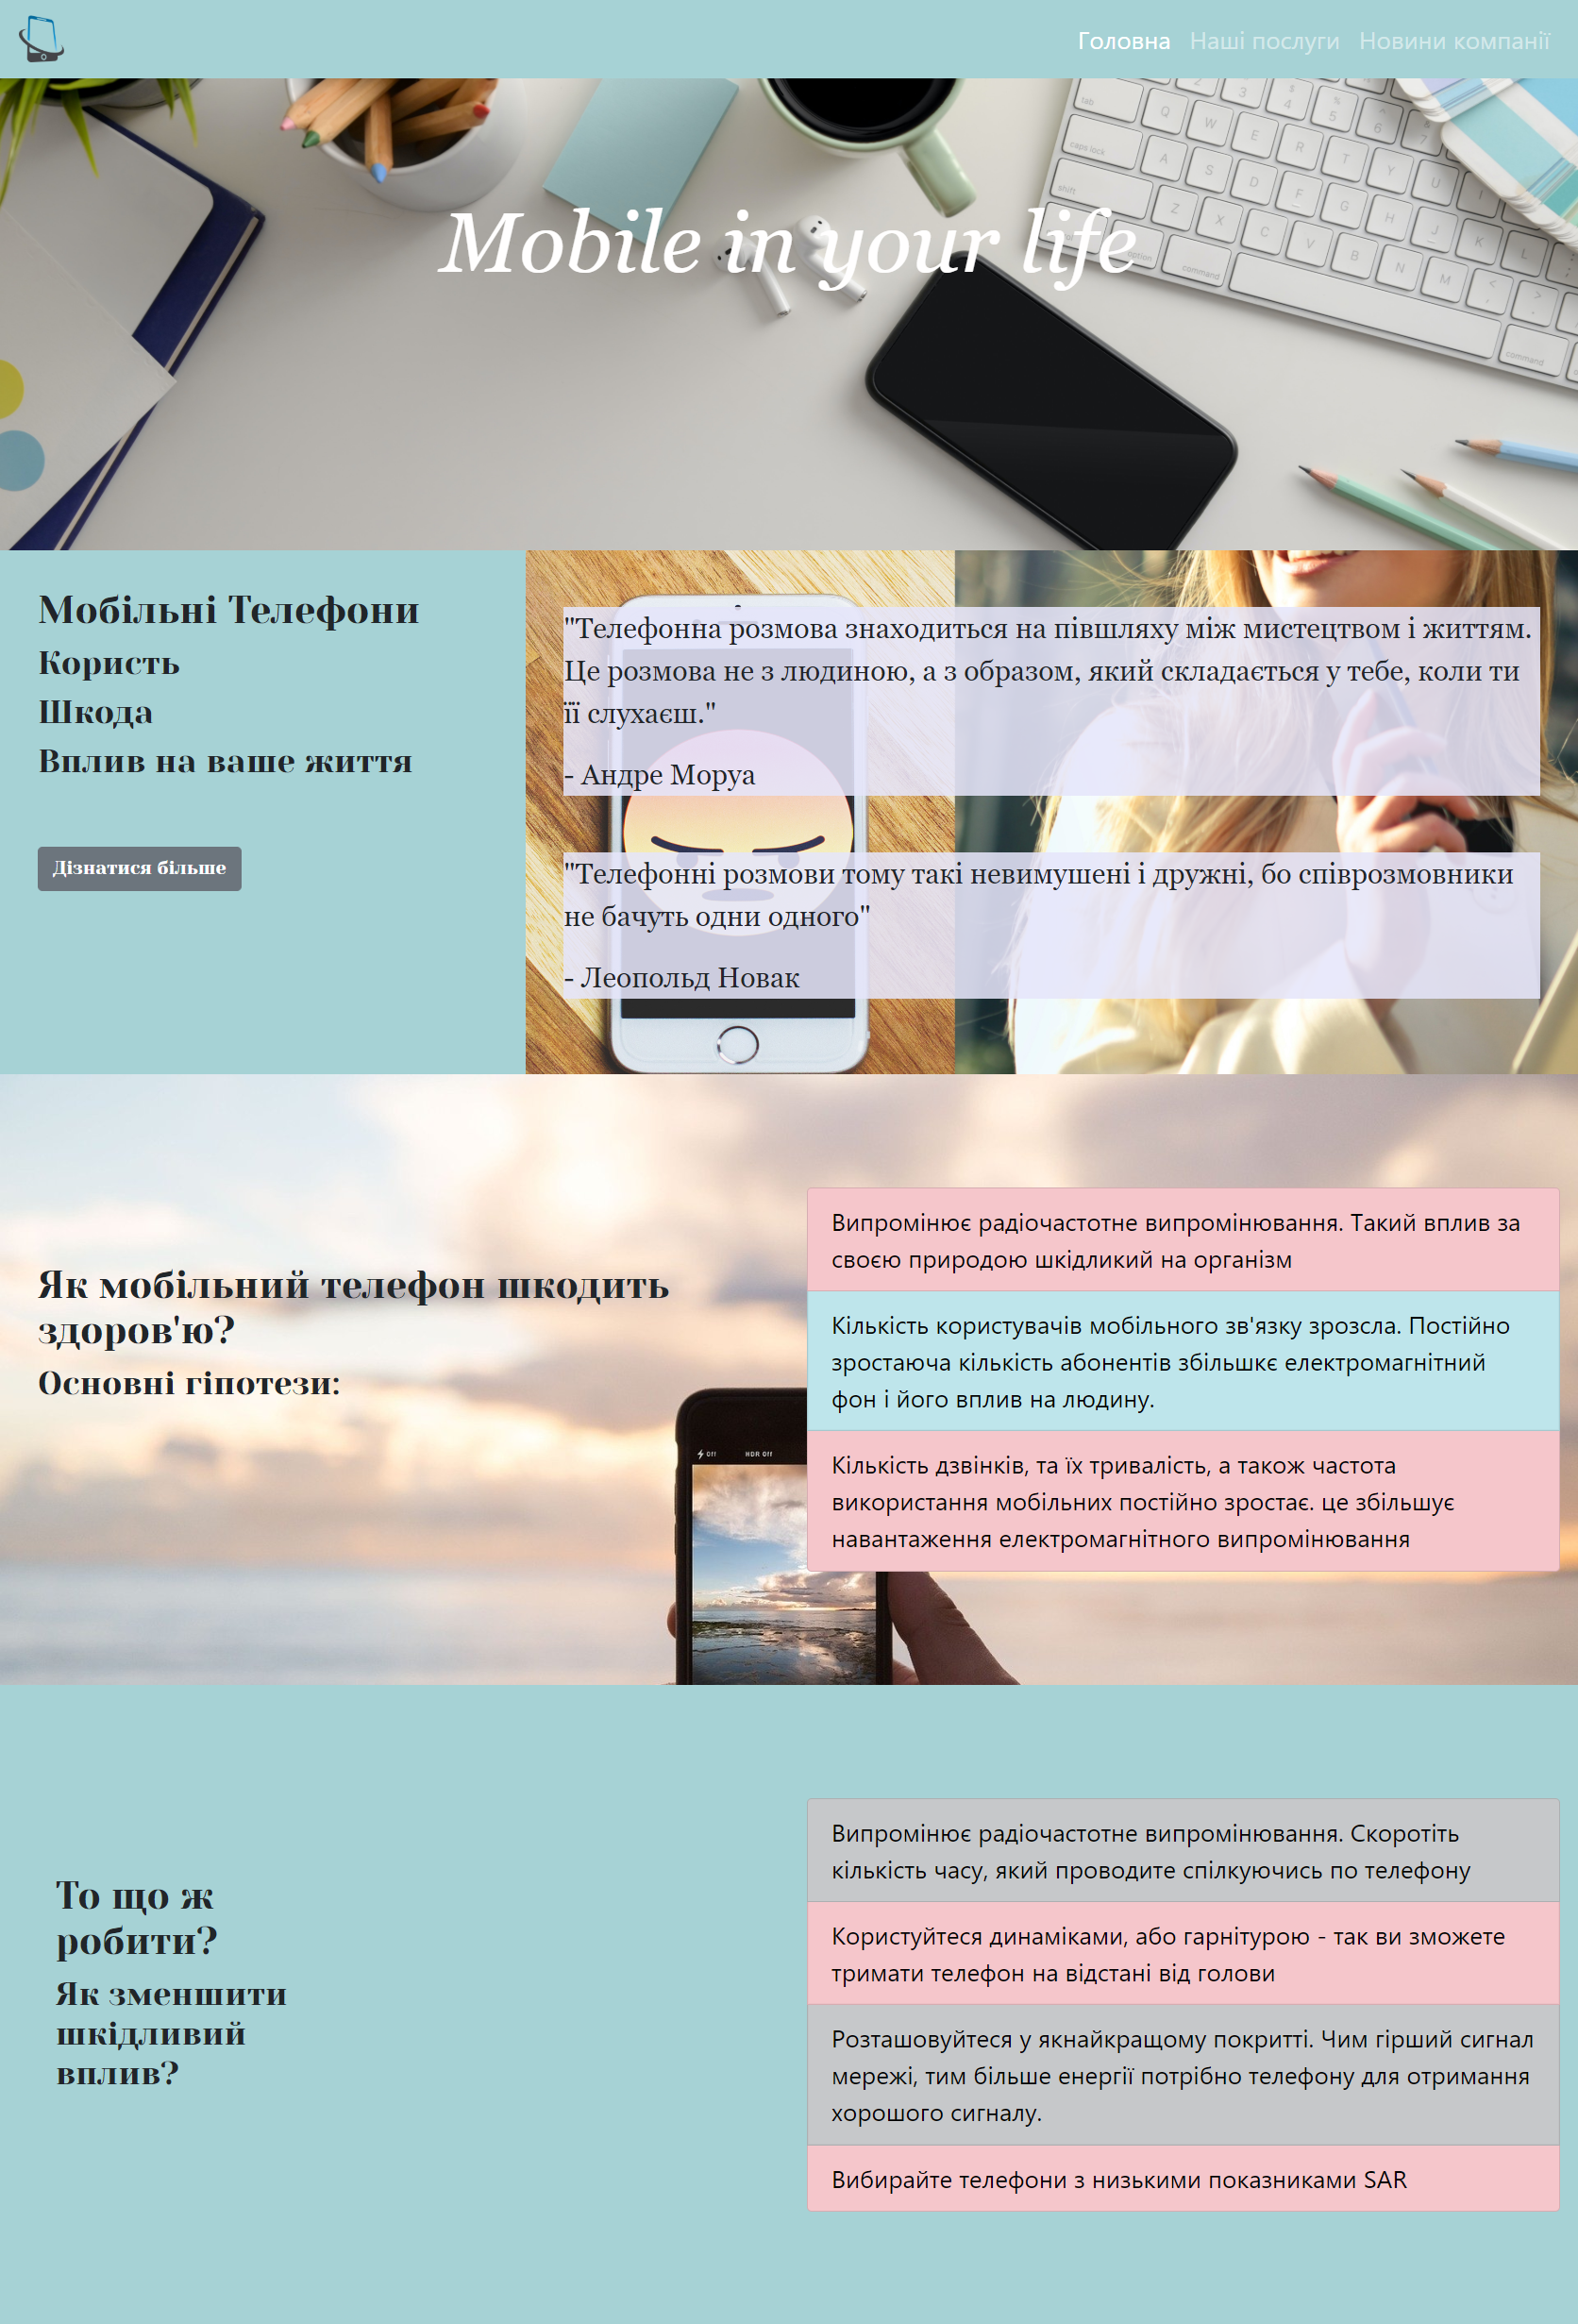 Головна Наші послуги Новини компанії
Mobile in your life
Мобільні Телефони
Користь
Шкода
Вплив на ваше життя
Дізнатися більше
"Телефонна розмова знаходиться на півшляху між мистецтвом і життям.
Це розмова не з людиною, а з образом, який складається у тебе, коли ти
її слухаєш."
- Андре Моруа
"Телефонні розмови тому такі невимушені і дружні, бо співрозмовники
не бачуть одни одного"
- Леопольд Новак
Як мобільний телефон шкодить
здоров'ю?
Основні гіпотези:
Off HDR Off
Випромінює радіочастотне випромінювання. Такий вплив за
своєю природою шкідликий на організм
Кількість користувачів мобільного зв'язку зрозсла. Постійно
зростаюча кількість абонентів збільшкє електромагнітний
фон і його вплив на людину.
Кількість дзвінків, та їх тривалість, а також частота
використання мобільних постійно зростає. це збільшує
навантаження електромагнітного випромінювання
То що ж
робити?
Як зменшити
шкідливий
вплив?
Випромінює радіочастотне випромінювання. Скоротіть
кількість часу, який проводите спілкуючись по телефону
Користуйтеся динаміками, або гарнітурою - так ви зможете
тримати телефон на відстані від голови
Розташовуйтеся у якнайкращому покритті. Чим гірший сигнал
мережі, тим більше енергії потрібно телефону для отримання
хорошого сигналу.
Вибирайте телефони з низькими показниками SAR